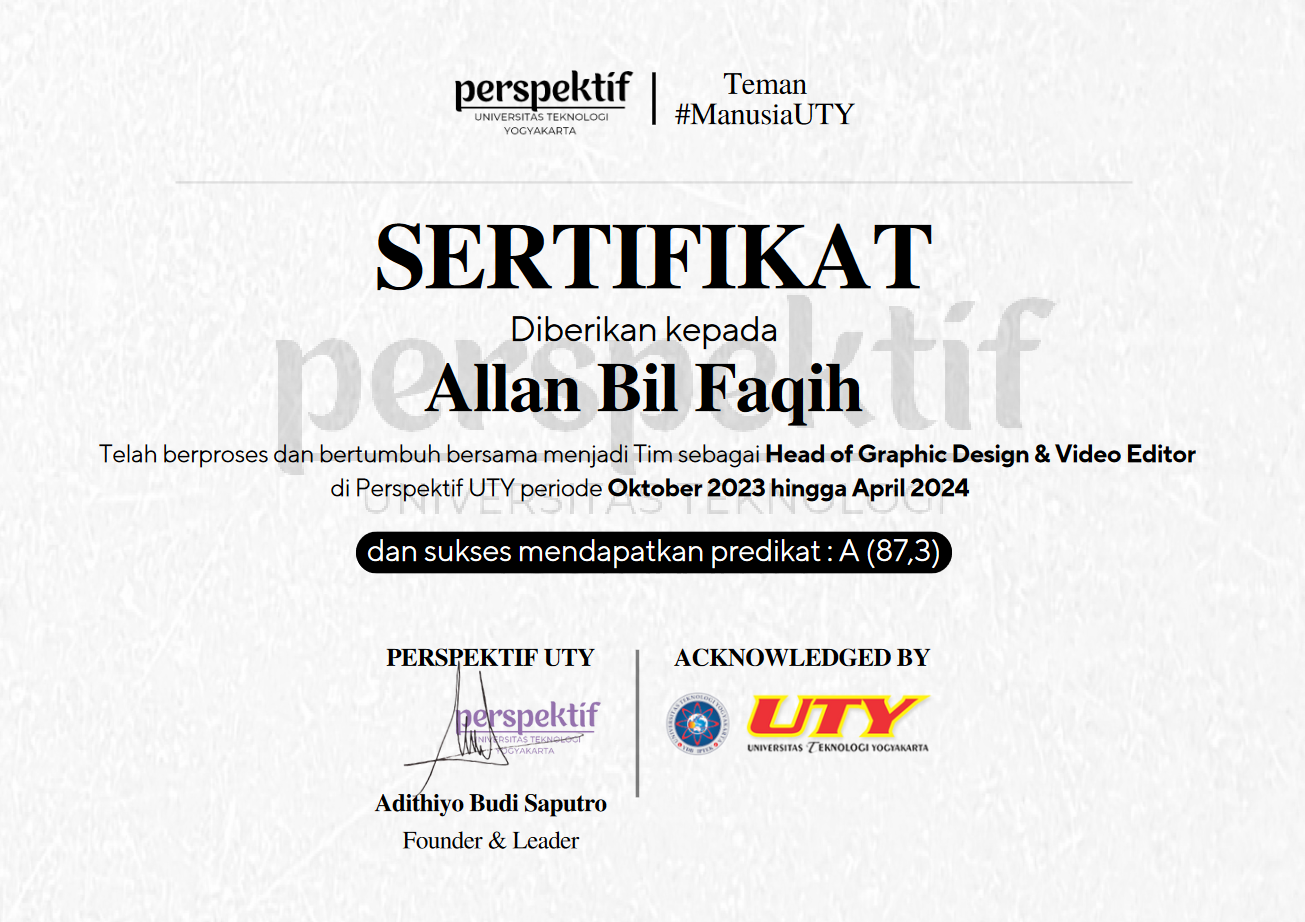 perspektif
UNIVERSITAS TEKNOLOGI
YOGYAKARTA
Teman
#ManusiaUTY
SERTIFIKAT
Diberikan kepada
Allan Bil Faqih
Telah berproses dan bertumbuh bersama menjadi Tim sebagai Head of Graphic Design & Video Editor
di Perspektif UTY periode Oktober 2023 hingga April 2024
perspektif
UNIVERSITAS TEKNOLOGI
dan sukses mendapatkan predikat : A (87,3)
PERSPEKTIF UTY
perspektif
UNIVERSITAS TEKNOLOGI
YOGYAKARTA
Adithiyo Budi Saputro
Founder & Leader
ACKNOWLEDGED BY
UNIVERSITAS TEKNOLOGI YOGYAKARTA
UTY
UNIVERSITAS TEKNOLOGI YOGYAKARTA